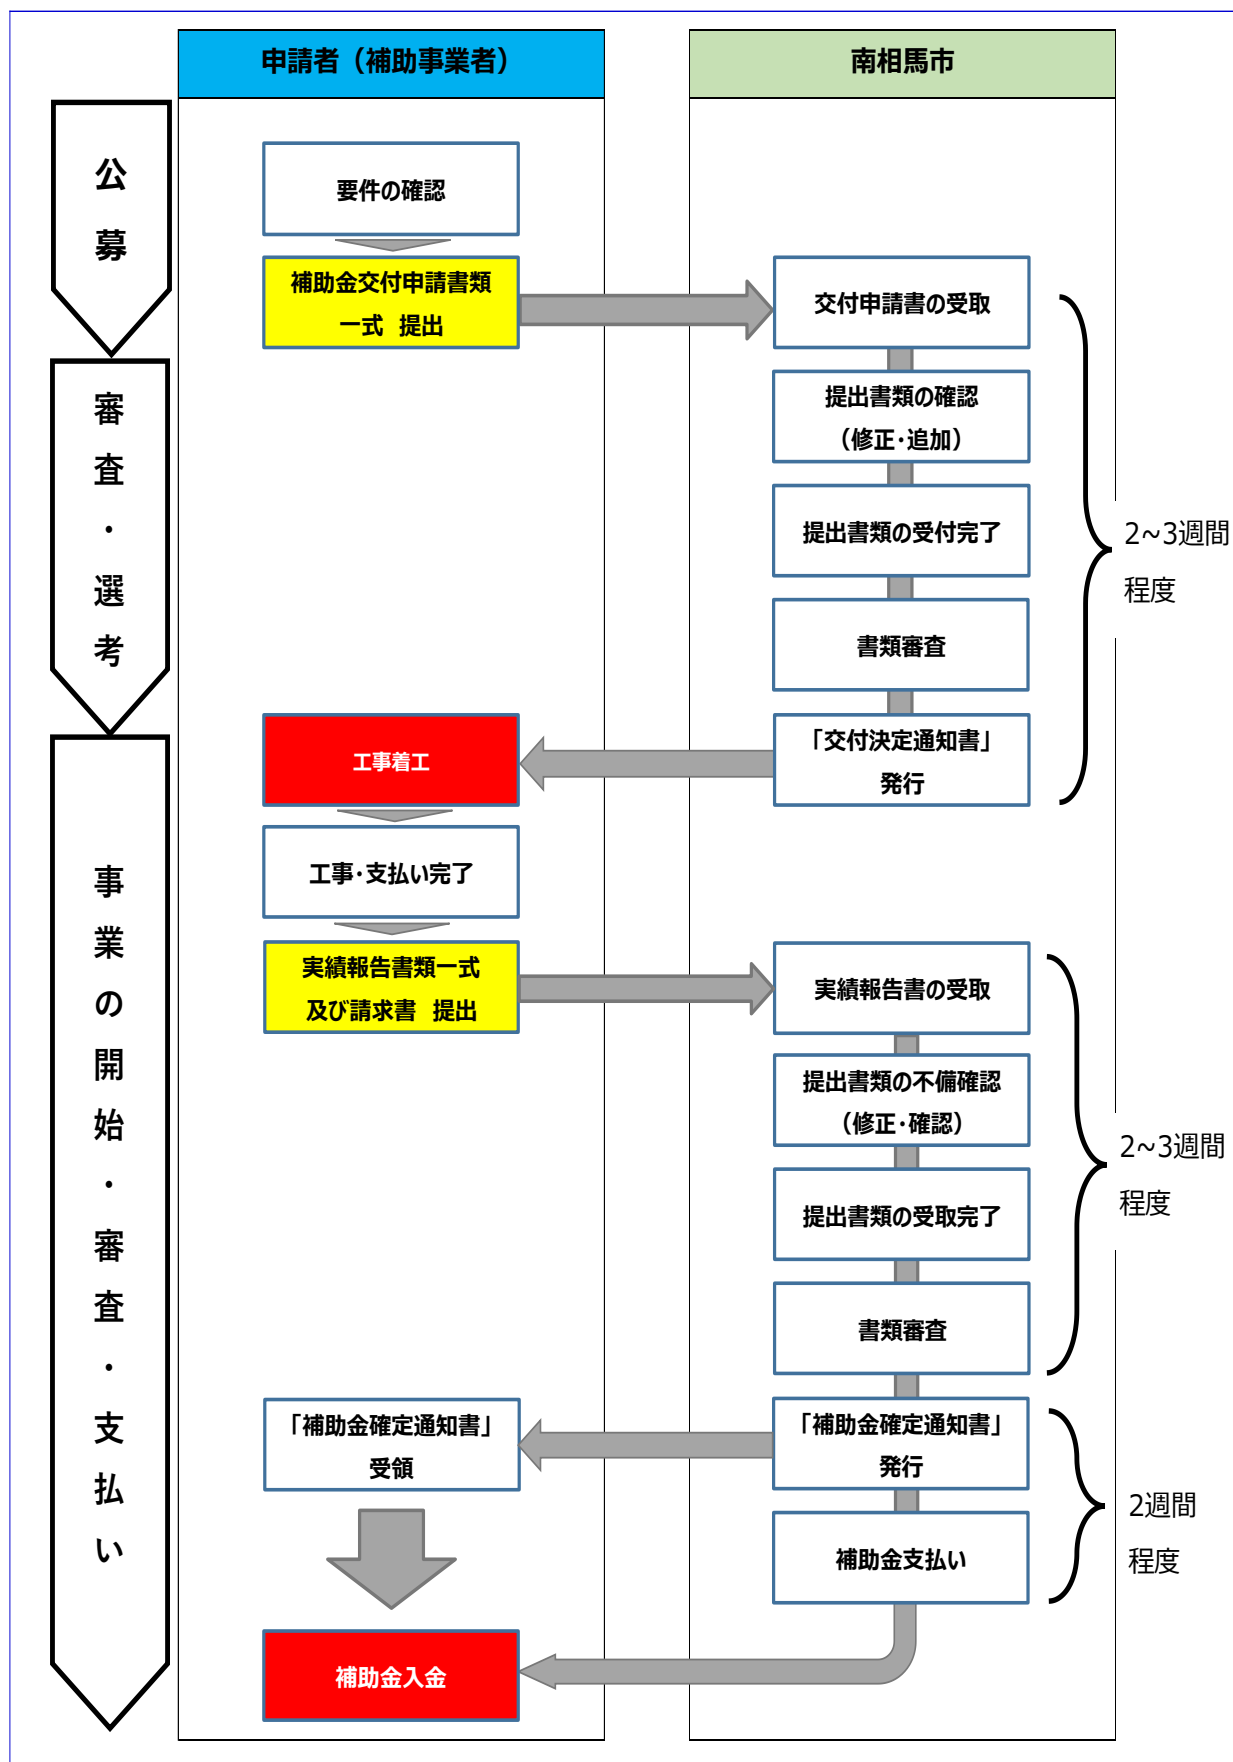 申請者（補助事業者）
南相馬市
公募
要件の確認
補助金交付申請書類
一式 提出
交付申請書の受取
審査・選考
提出書類の確認
（修正・追加）
提出書類の受付完了
2~3週間
程度
書類審査
工事着工
「交付決定通知書」
発行
事業の開始・審査・支払い
工事・支払い完了
実績報告書類一式
及び請求書 提出
実績報告書の受取
提出書類の不備確認
（修正・確認）
2~3週間
程度
提出書類の受取完了
書類審査
「補助金確定通知書」
受領
「補助金確定通知書」
発行
2週間
程度
補助金支払い
補助金入金